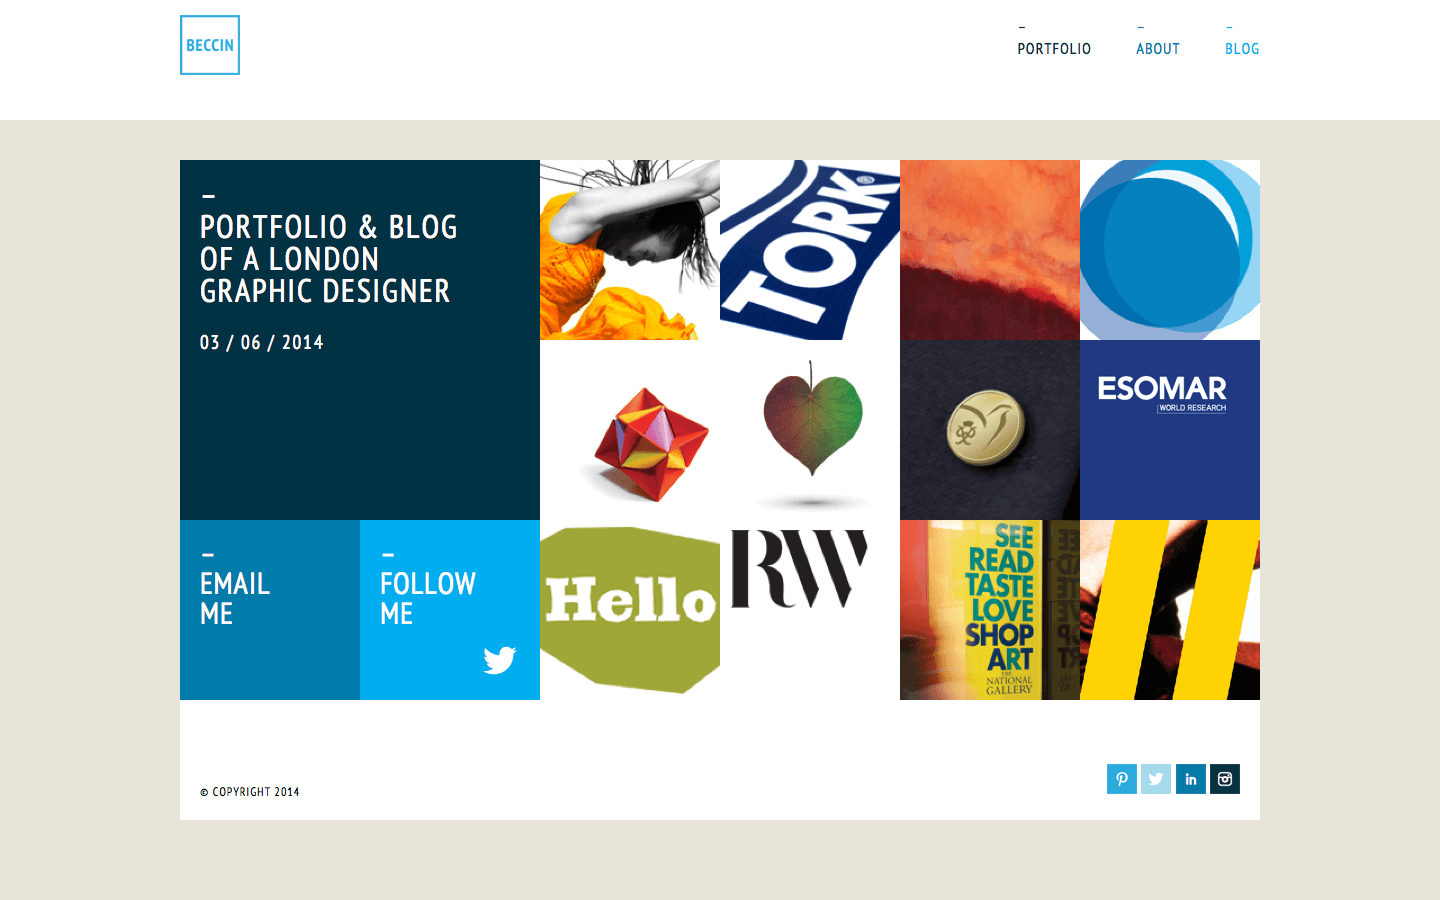 BECCIN
PORTFOLIO
ABOUT
BLOG
PORTFOLIO & BLOG
OF A LONDON
GRAPHIC DESIGNER
03 / 06 / 2014
TORK®
ESOMAR
WORLD RESEARCH
EMAIL
ME
FOLLOW
ME
Hello
RW
SEE
READ
TASTE
LOVE
SHOP
ART
THE
NATIONAL
GALLERY
© COPYRIGHT 2014
in